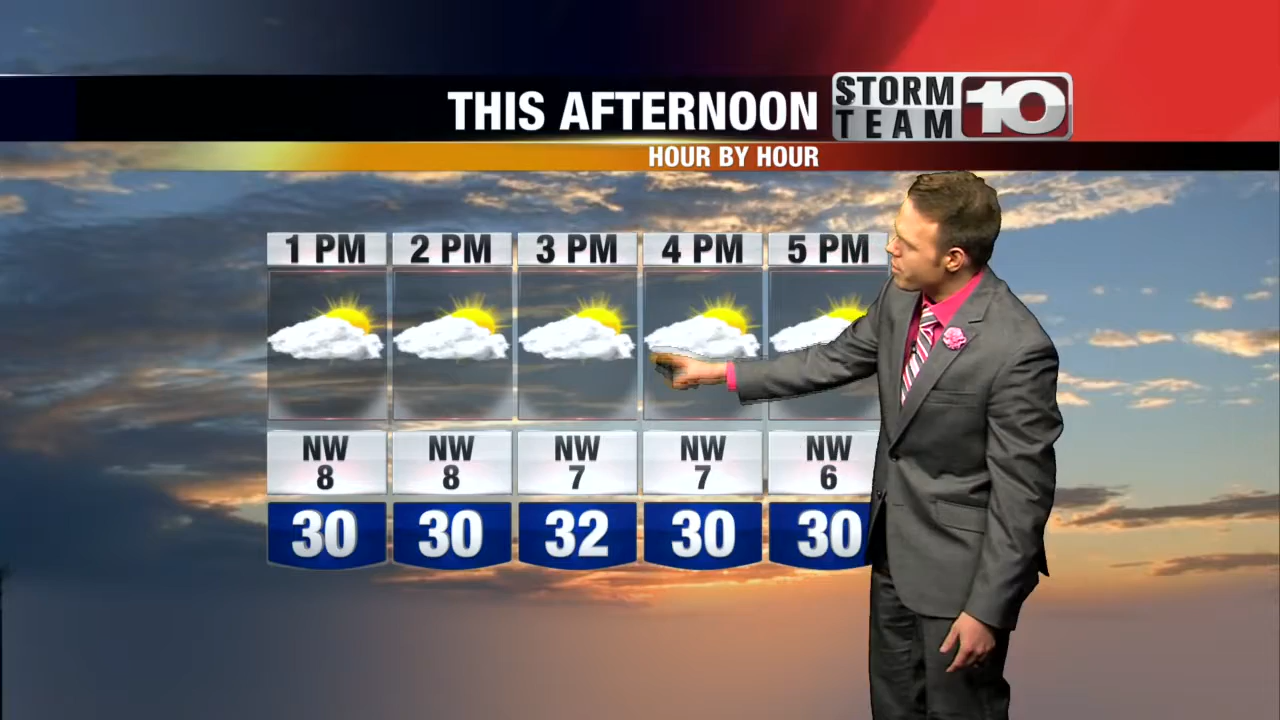 THIS AFTERNOON
STORM
TEAM
10
HOUR BY HOUR
1 PM 2 PM 3 PM 4 PM 5 PM
NW NW NW NW NW
8 8 7 7 6
30 30 32 30 30